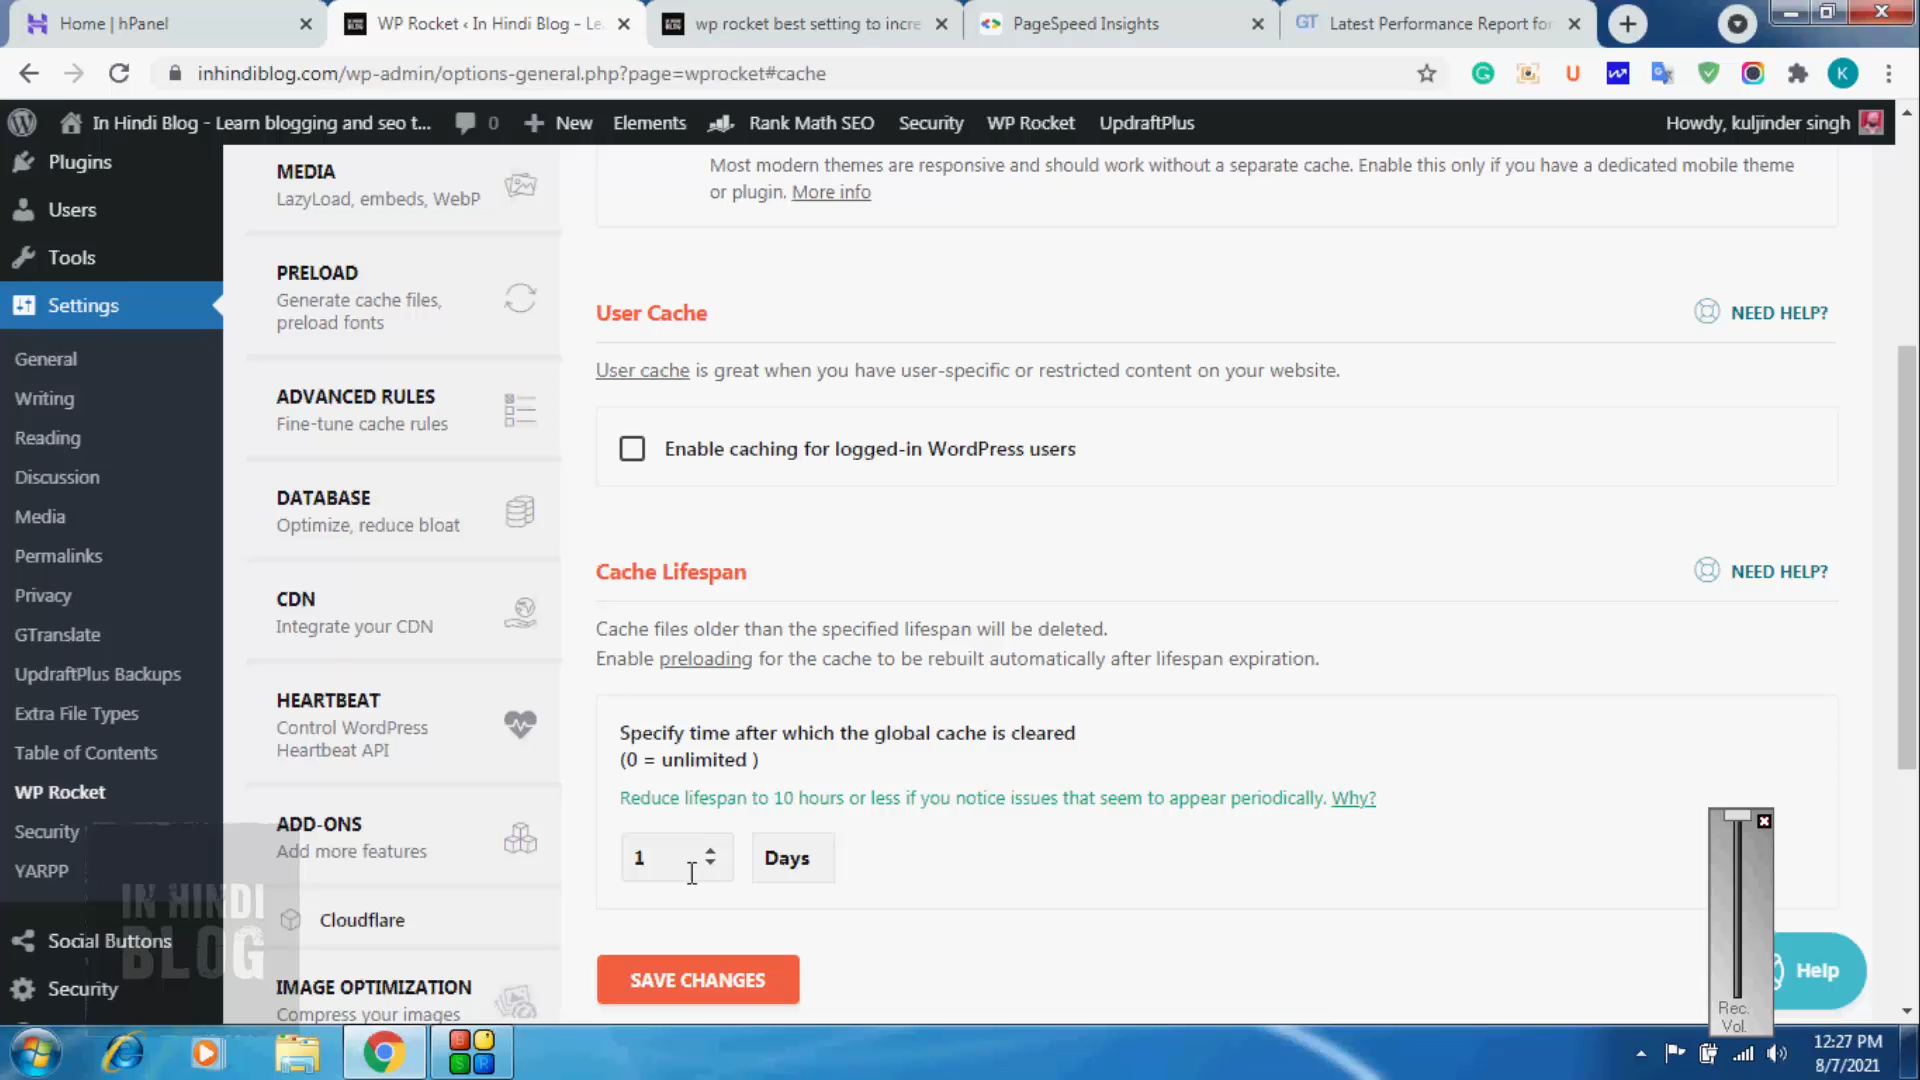 Home | hPanel
WP Rocket ‹ In Hindi Blog - Le
wp rocket best setting to incre
PageSpeed Insights
GT Latest Performance Report for
inhindiblog.com/wp-admin/options-general.php?page=wprocket#cache
K
In Hindi Blog - Learn blogging and seo t...
0
New
Elements
Rank Math SEO
Security
WP Rocket
UpdraftPlus
Howdy, kuljinder singh
Plugins
Users
Tools
Settings
General
Writing
Reading
Discussion
Media
Permalinks
Privacy
GTranslate
UpdraftPlus Backups
Extra File Types
Table of Contents
WP Rocket
Security
YARPP
Social Buttons
Security
IN HINDI
BLOG
MEDIA
LazyLoad, embeds, WebP
PRELOAD
Generate cache files,
preload fonts
ADVANCED RULES
Fine-tune cache rules
DATABASE
Optimize, reduce bloat
CDN
Integrate your CDN
HEARTBEAT
Control WordPress
Heartbeat API
ADD-ONS
Add more features
Cloudflare
IMAGE OPTIMIZATION
Compress your images
Most modern themes are responsive and should work without a separate cache. Enable this only if you have a dedicated mobile theme
or plugin. More info
User Cache
NEED HELP?
User cache is great when you have user-specific or restricted content on your website.
Enable caching for logged-in WordPress users
Cache Lifespan
NEED HELP?
Cache files older than the specified lifespan will be deleted.
Enable preloading for the cache to be rebuilt automatically after lifespan expiration.
Specify time after which the global cache is cleared
(0 = unlimited )
Reduce lifespan to 10 hours or less if you notice issues that seem to appear periodically. Why?
1
Days
SAVE CHANGES
Help
Rec.
Vol.
12:27 PM
8/7/2021